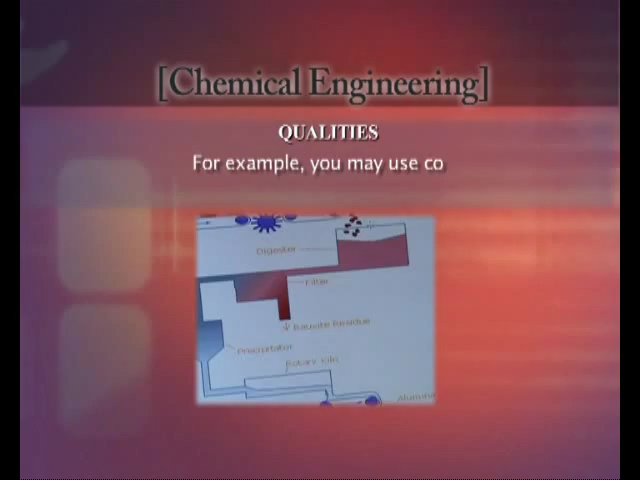 [Chemical Engineering]
QUALITIES
For example, you may use co
Digester
Filter
Bauxite Residue
Precipitator
Rotary Kiln
Alumina